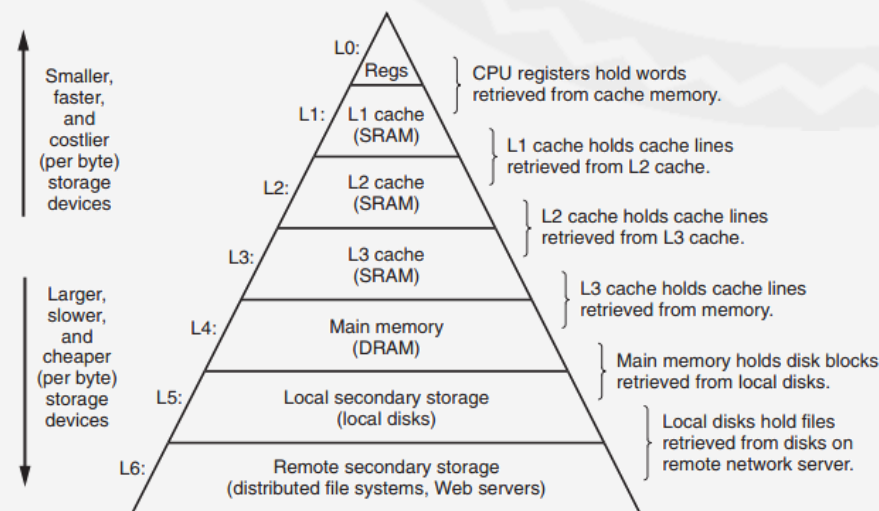 L0:
Regs
CPU registers hold words
retrieved from cache memory.
Smaller,
faster,
and
costlier
(per byte)
storage
devices
L1:
L1 cache
(SRAM)
L1 cache holds cache lines
retrieved from L2 cache.
L2:
L2 cache
(SRAM)
L2 cache holds cache lines
retrieved from L3 cache.
L3:
L3 cache
(SRAM)
L3 cache holds cache lines
retrieved from memory.
Larger,
slower,
and
cheaper
(per byte)
storage
devices
L4:
Main memory
(DRAM)
Main memory holds disk blocks
retrieved from local disks.
L5:
Local secondary storage
(local disks)
Local disks hold files
retrieved from disks on
remote network server.
L6:
Remote secondary storage
(distributed file systems, Web servers)